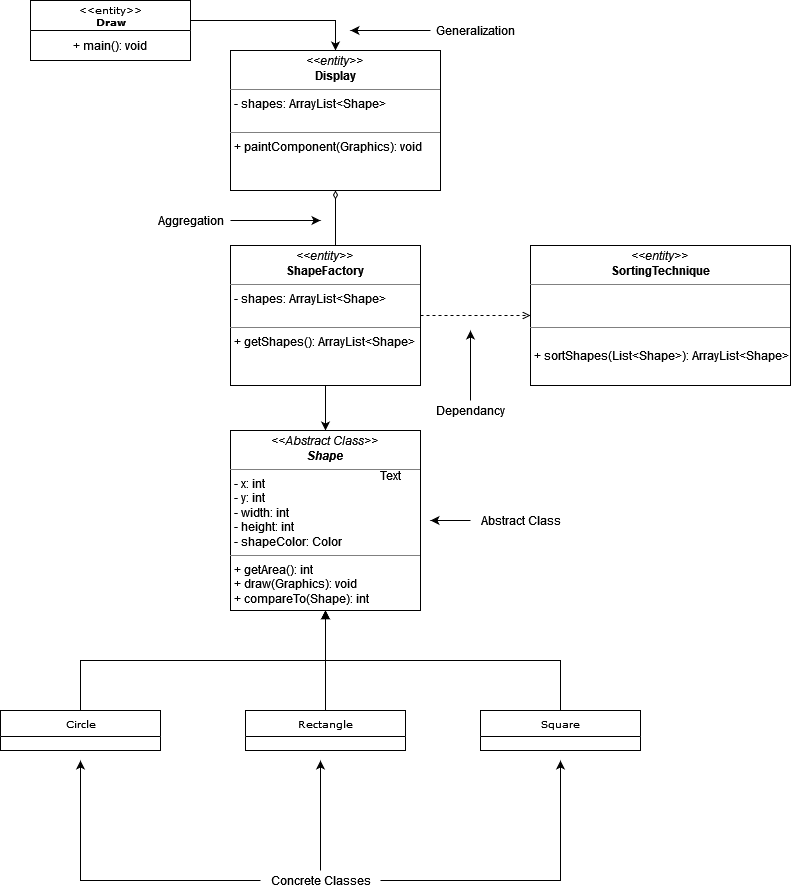 <<entity>>
Draw
+ main(): void
Generalization
<<entity>>
Display
- shapes: ArrayList<Shape>
+ paintComponent(Graphics): void
Aggregation
<<entity>>
ShapeFactory
- shapes: ArrayList<Shape>
+ getShapes(): ArrayList<Shape>
<<entity>>
SortingTechnique
+ sortShapes(List<Shape>): ArrayList<Shape>
Dependancy
<<Abstract Class>>
Shape
Text
- x: int
- y: int
- width: int
- height: int
- shapeColor: Color
+ getArea(): int
+ draw(Graphics): void
+ compareTo(Shape): int
Abstract Class
Circle
Rectangle
Square
Concrete Classes